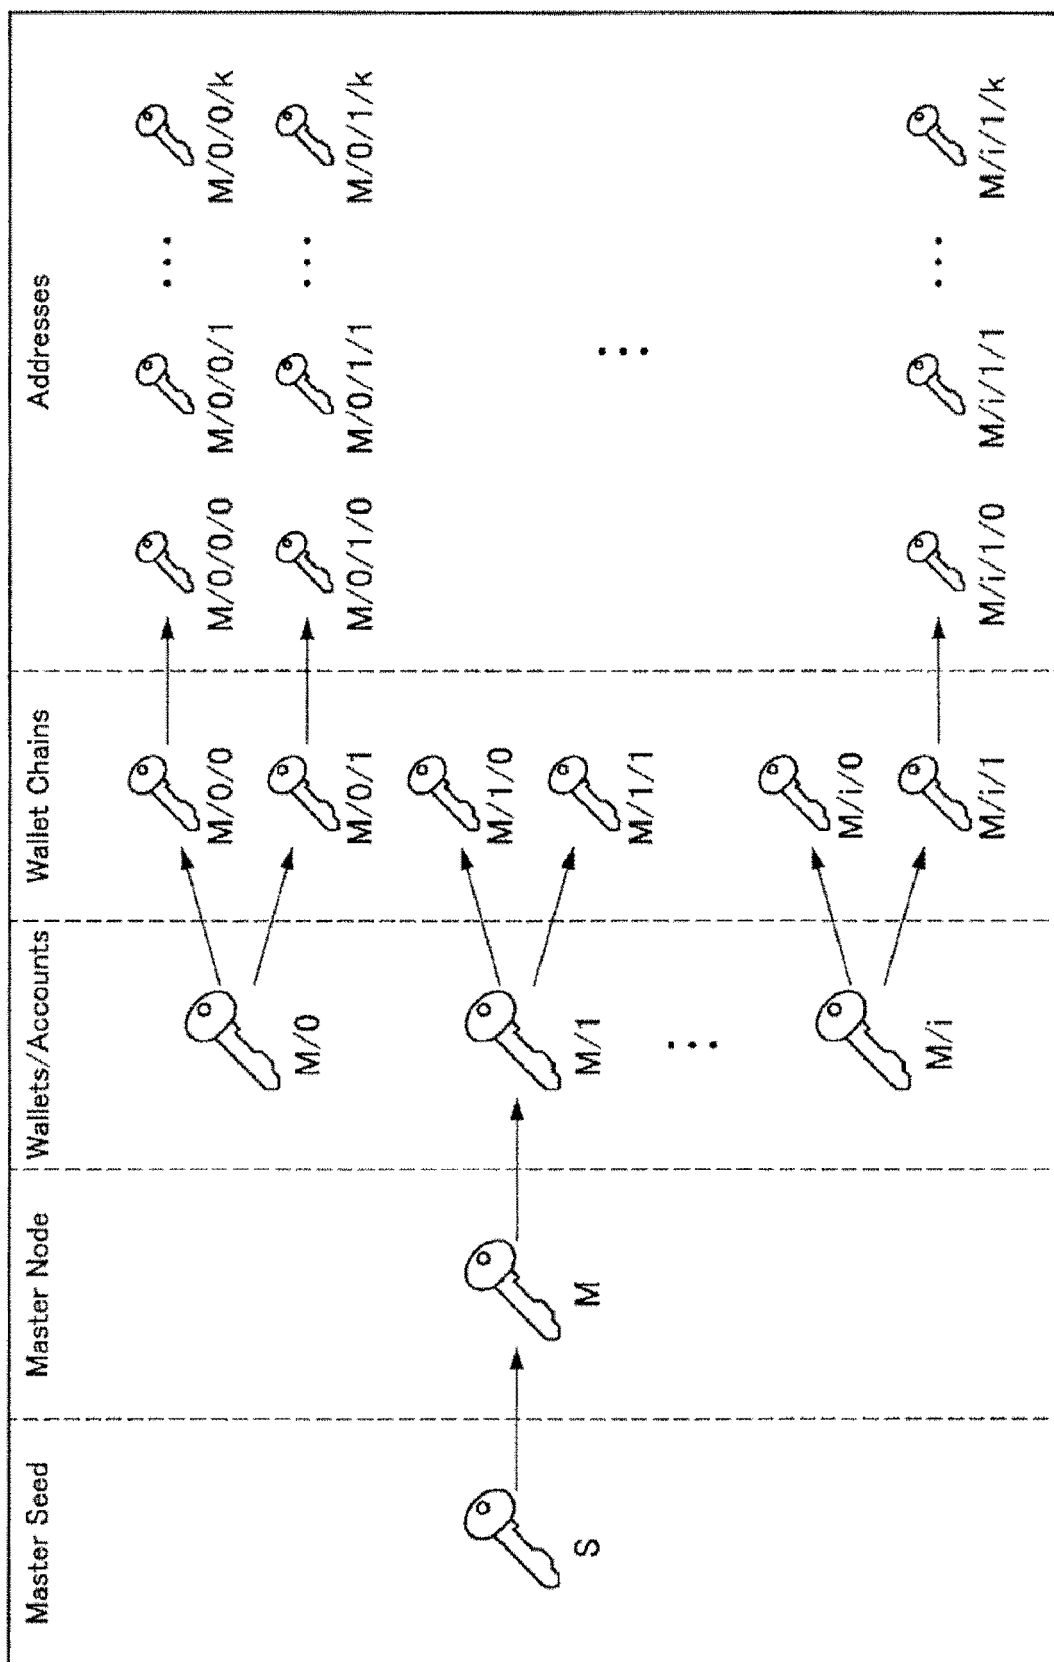 Master Seed
Master Node
Wallets/Accounts
Wallet Chains
Addresses
S
M
M/0
M/1
...
M/i
M/0/0
M/0/1
M/1/0
M/1/1
M/i/0
M/i/1
M/0/0/0
M/0/0/1
...
M/0/0/k
M/0/1/0
M/0/1/1
...
M/0/1/k
...
M/i/1/0
M/i/1/1
...
M/i/1/k